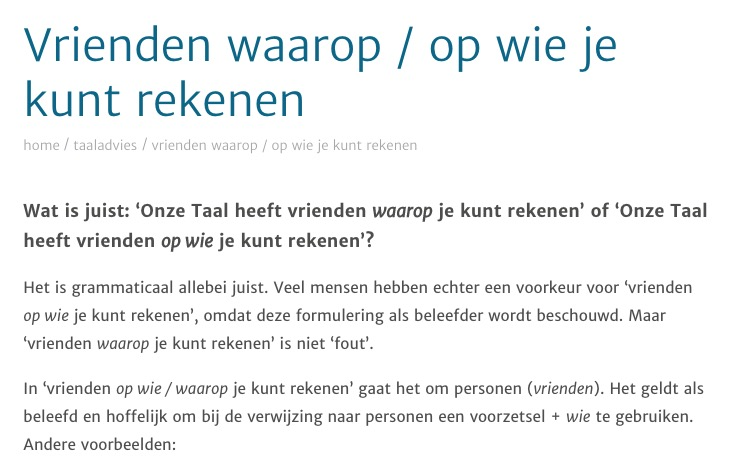 Vrienden waarop / op wie je
kunt rekenen
home / taaladvies / vrienden waarop / op wie je kunt rekenen
Wat is juist: ‘Onze Taal heeft vrienden waarop je kunt rekenen’ of ‘Onze Taal
heeft vrienden op wie je kunt rekenen’?
Het is grammaticaal allebei juist. Veel mensen hebben echter een voorkeur voor ‘vrienden
op wie je kunt rekenen’, omdat deze formulering als beleefder wordt beschouwd. Maar
‘vrienden waarop je kunt rekenen’ is niet ‘fout’.
In ‘vrienden op wie / waarop je kunt rekenen’ gaat het om personen (vrienden). Het geldt als
beleefd en hoffelijk om bij de verwijzing naar personen een voorzetsel + wie te gebruiken.
Andere voorbeelden: